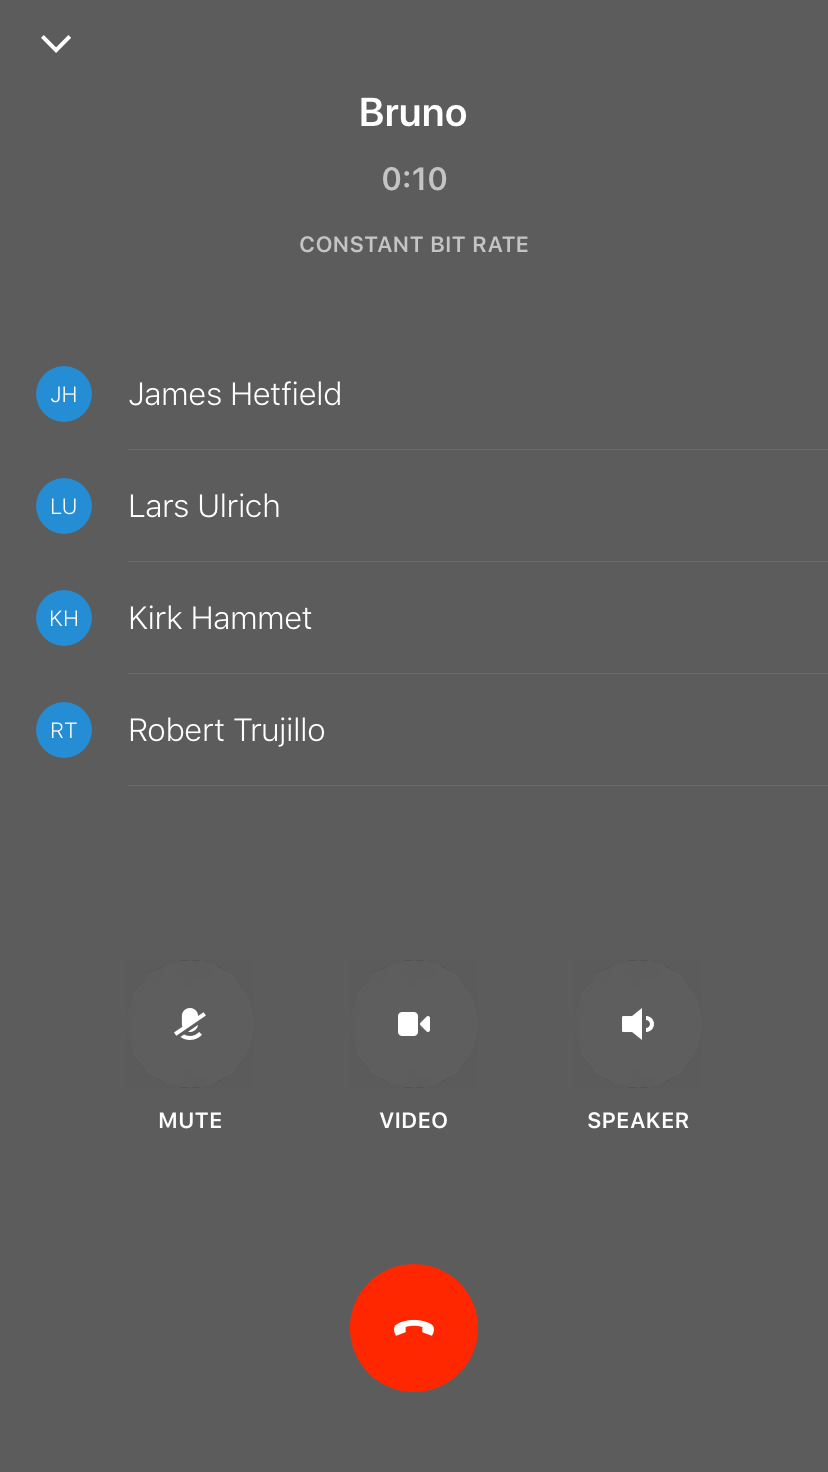 Bruno
0:10
CONSTANT BIT RATE
JH James Hetfield
LU Lars Ulrich
KH Kirk Hammet
RT Robert Trujillo
MUTE VIDEO SPEAKER